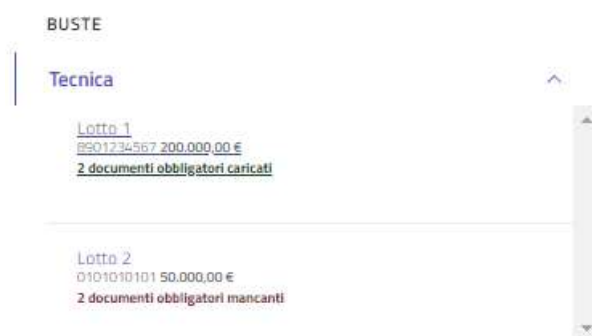 BUSTE
Tecnica
Lotto 1
8901234567 200.000,00 €
2 documenti obbligatori caricati
Lotto 2
0101010101 50.000,00 €
2 documenti obbligatori mancanti